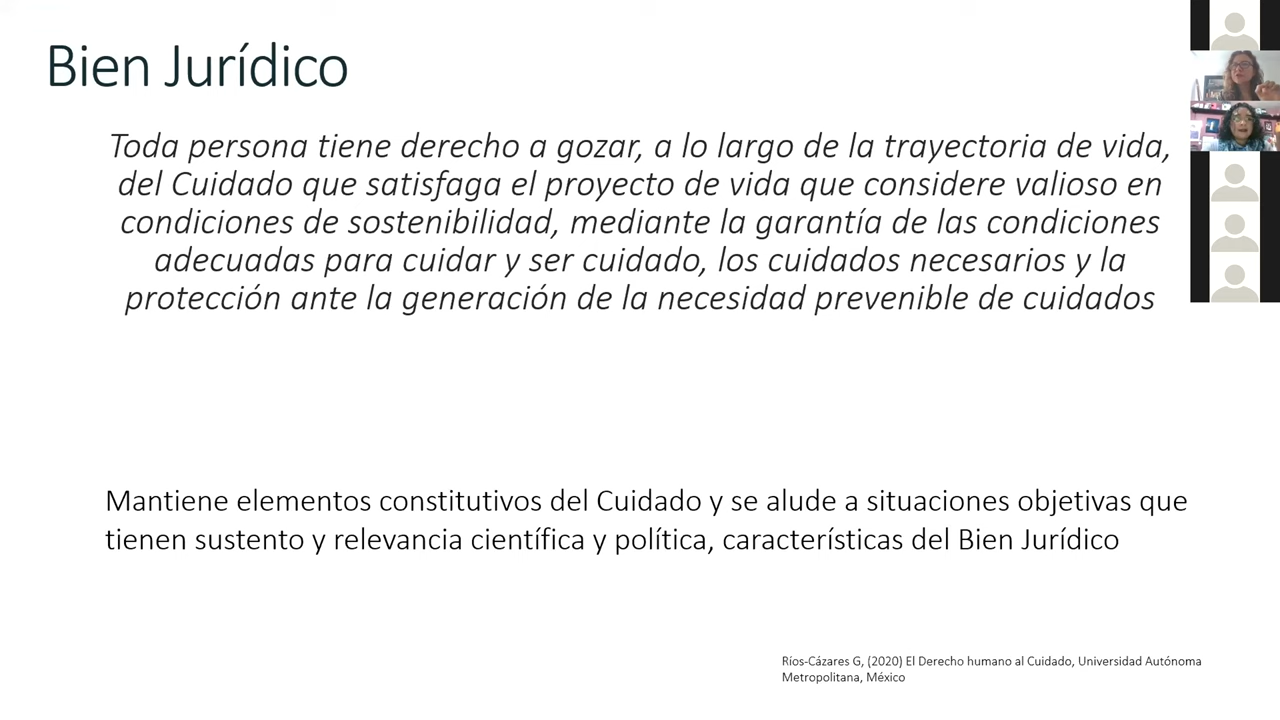 Bien Jurídico
Toda persona tiene derecho a gozar, a lo largo de la trayectoria de vida,
del Cuidado que satisfaga el proyecto de vida que considere valioso en
condiciones de sostenibilidad, mediante la garantía de las condiciones
adecuadas para cuidar y ser cuidado, los cuidados necesarios y la
protección ante la generación de la necesidad prevenible de cuidados
Mantiene elementos constitutivos del Cuidado y se alude a situaciones objetivas que
tienen sustento y relevancia científica y política, características del Bien Jurídico
Ríos-Cázares G, (2020) El Derecho humano al Cuidado, Universidad Autónoma
Metropolitana, México